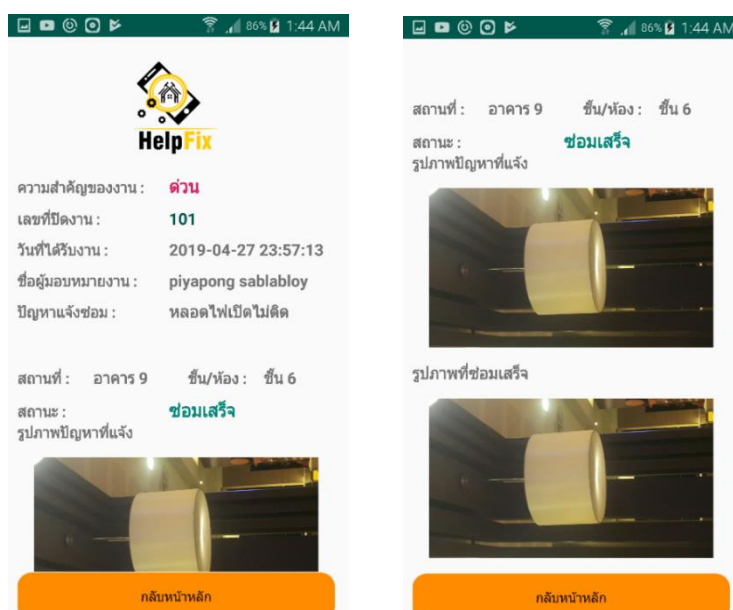 86% 1:44 AM
HelpFix
ความสำคัญของงาน : ด่วน
เลขที่ปิดงาน : 101
วันที่ได้รับงาน : 2019-04-27 23:57:13
ชื่อผู้มอบหมายงาน : piyapong sablabloy
ปัญหาแจ้งซ่อม : หลอดไฟเปิดไม่ติด
สถานที่ : อาคาร 9 ชั้น/ห้อง : ชั้น 6
สถานะ : ซ่อมเสร็จ
รูปภาพปัญหาที่แจ้ง
กลับหน้าหลัก
86% 1:44 AM
สถานที่ : อาคาร 9 ชั้น/ห้อง : ชั้น 6
สถานะ : ซ่อมเสร็จ
รูปภาพปัญหาที่แจ้ง
รูปภาพที่ซ่อมเสร็จ
กลับหน้าหลัก